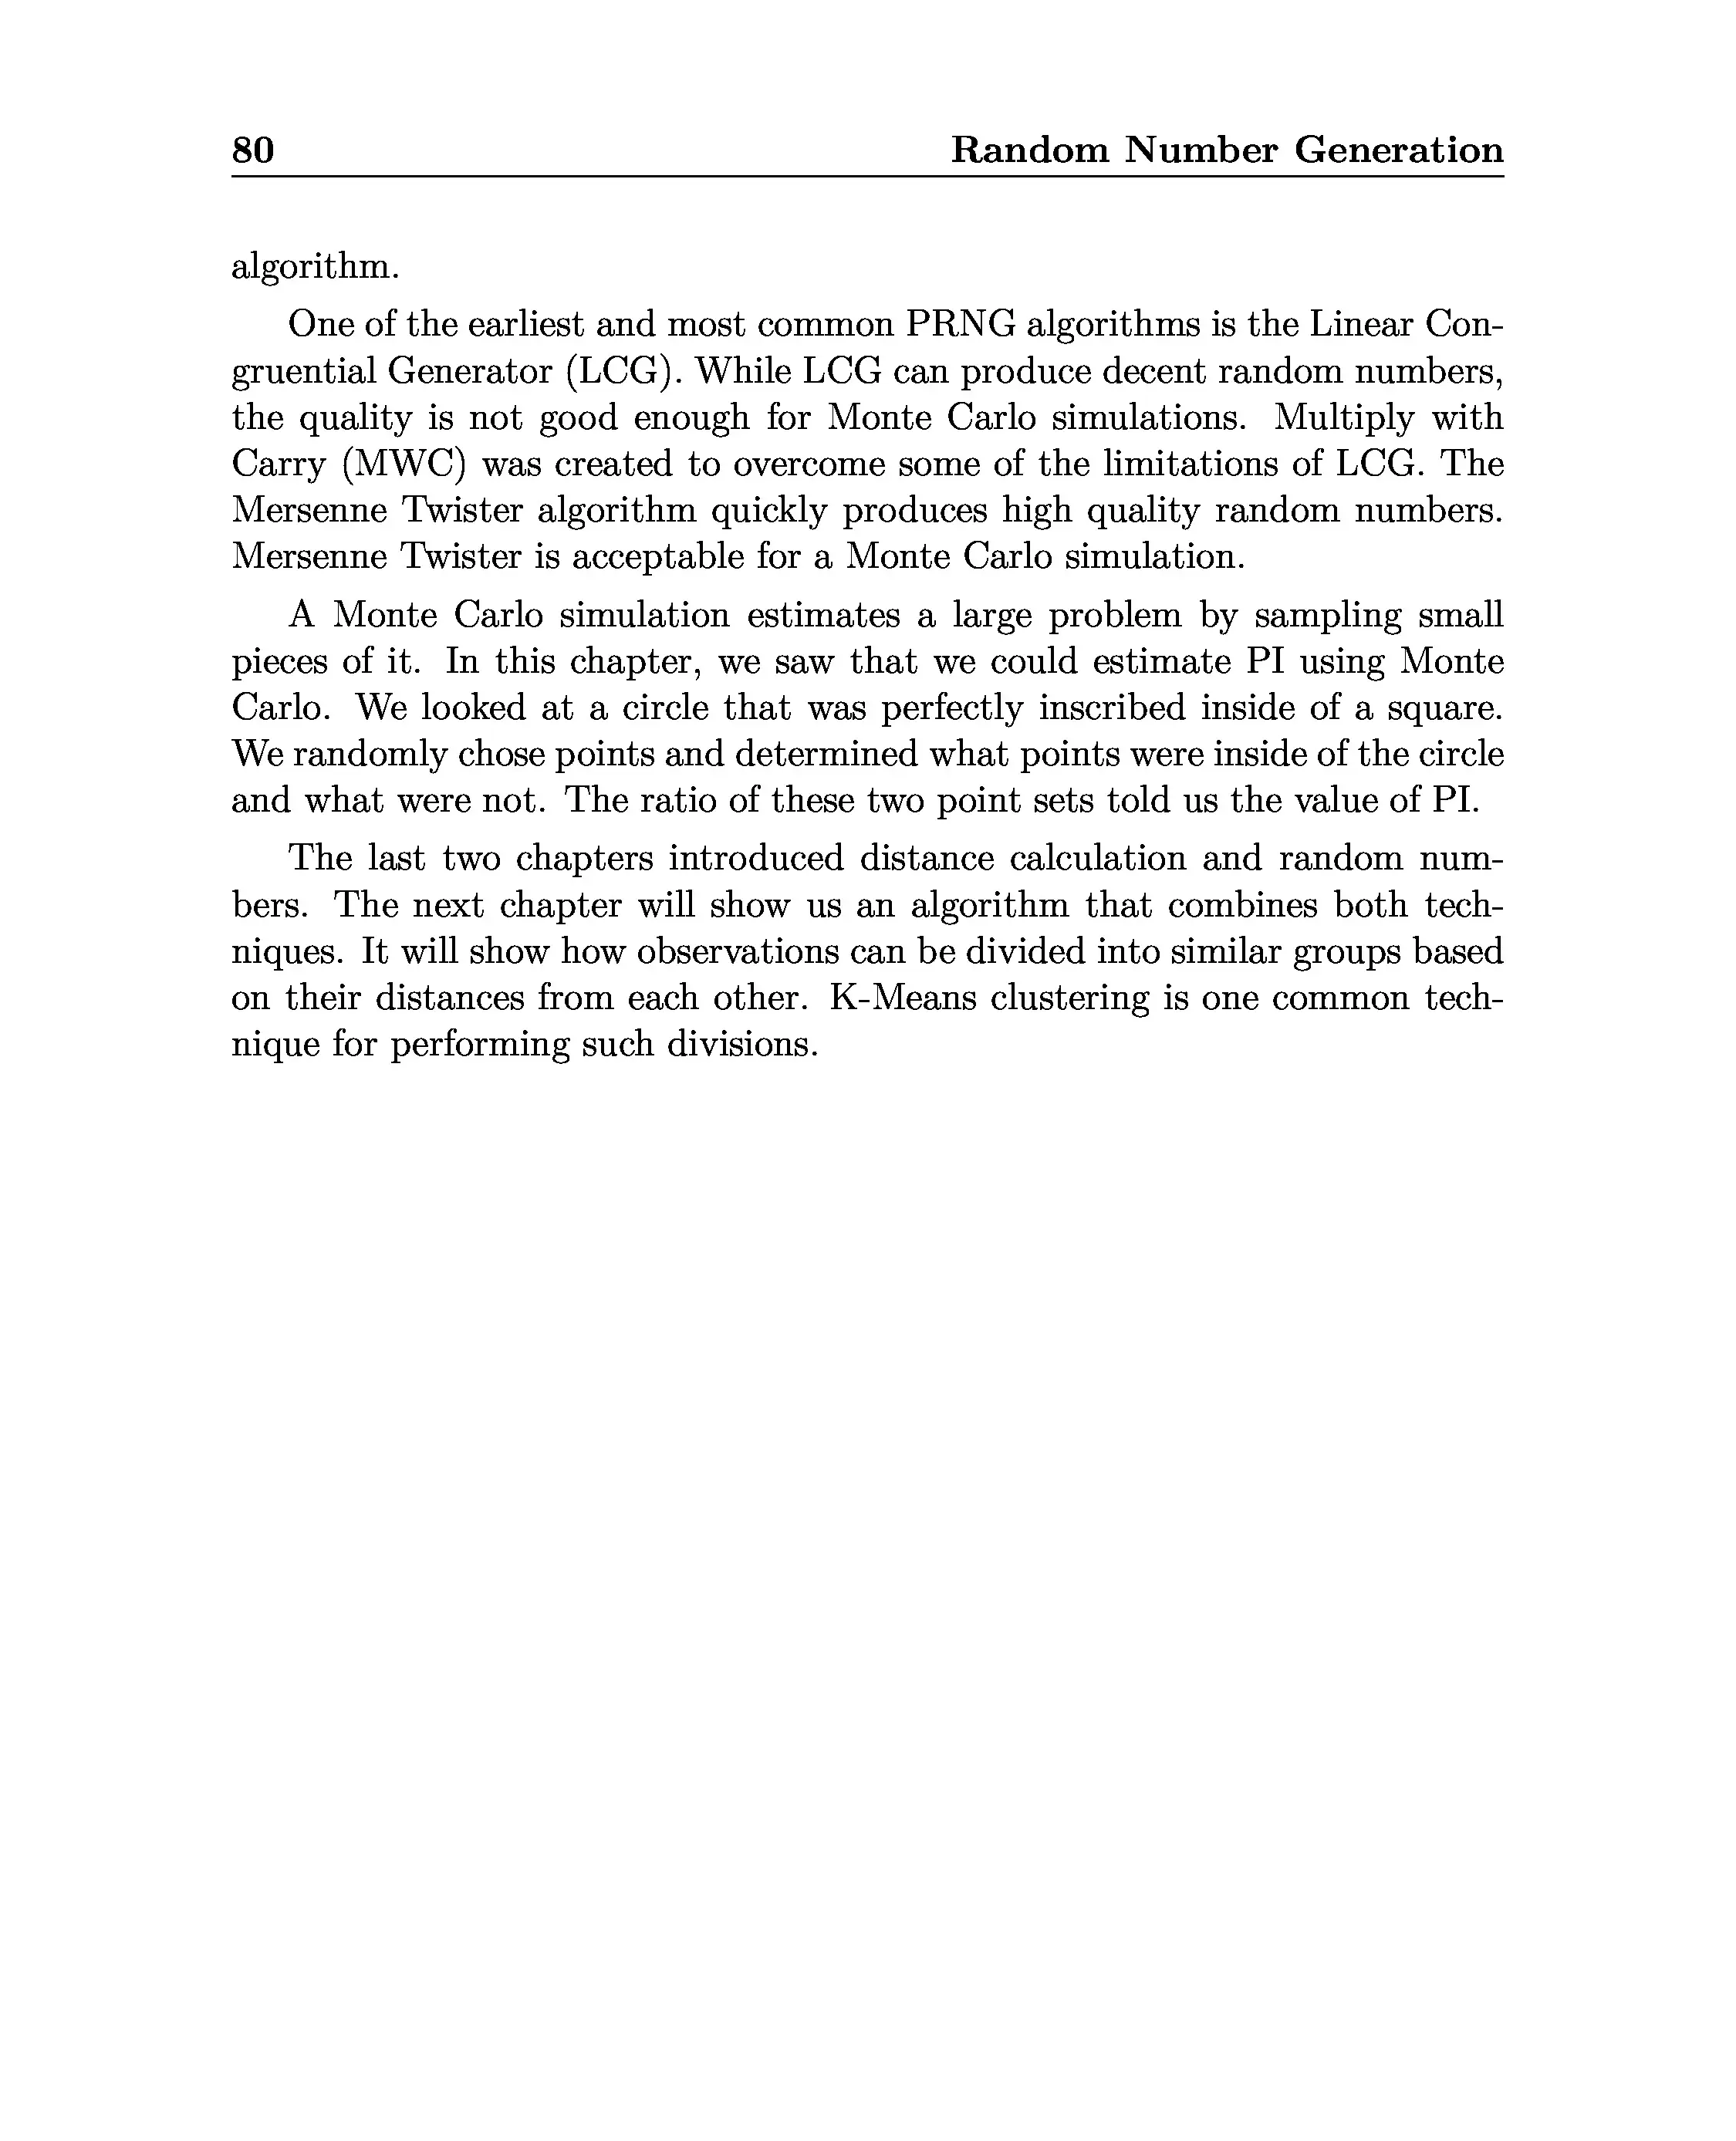 80 Random Number Generation
algorithm.
One of the earliest and most common PRNG algorithms is the Linear Con-
gruential Generator (LCG). While LCG can produce decent random numbers,
the quality is not good enough for Monte Carlo simulations. Multiply with
Carry (MWC) was created to overcome some of the limitations of LCG. The
Mersenne Twister algorithm quickly produces high quality random numbers.
Mersenne Twister is acceptable for a Monte Carlo simulation.
A Monte Carlo simulation estimates a large problem by sampling small
pieces of it. In this chapter, we saw that we could estimate PI using Monte
Carlo. We looked at a circle that was perfectly inscribed inside of a square.
We randomly chose points and determined what points were inside of the circle
and what were not. The ratio of these two point sets told us the value of PI.
The last two chapters introduced distance calculation and random num-
bers. The next chapter will show us an algorithm that combines both tech-
niques. It will show how observations can be divided into similar groups based
on their distances from each other. K-Means clustering is one common tech-
nique for performing such divisions.